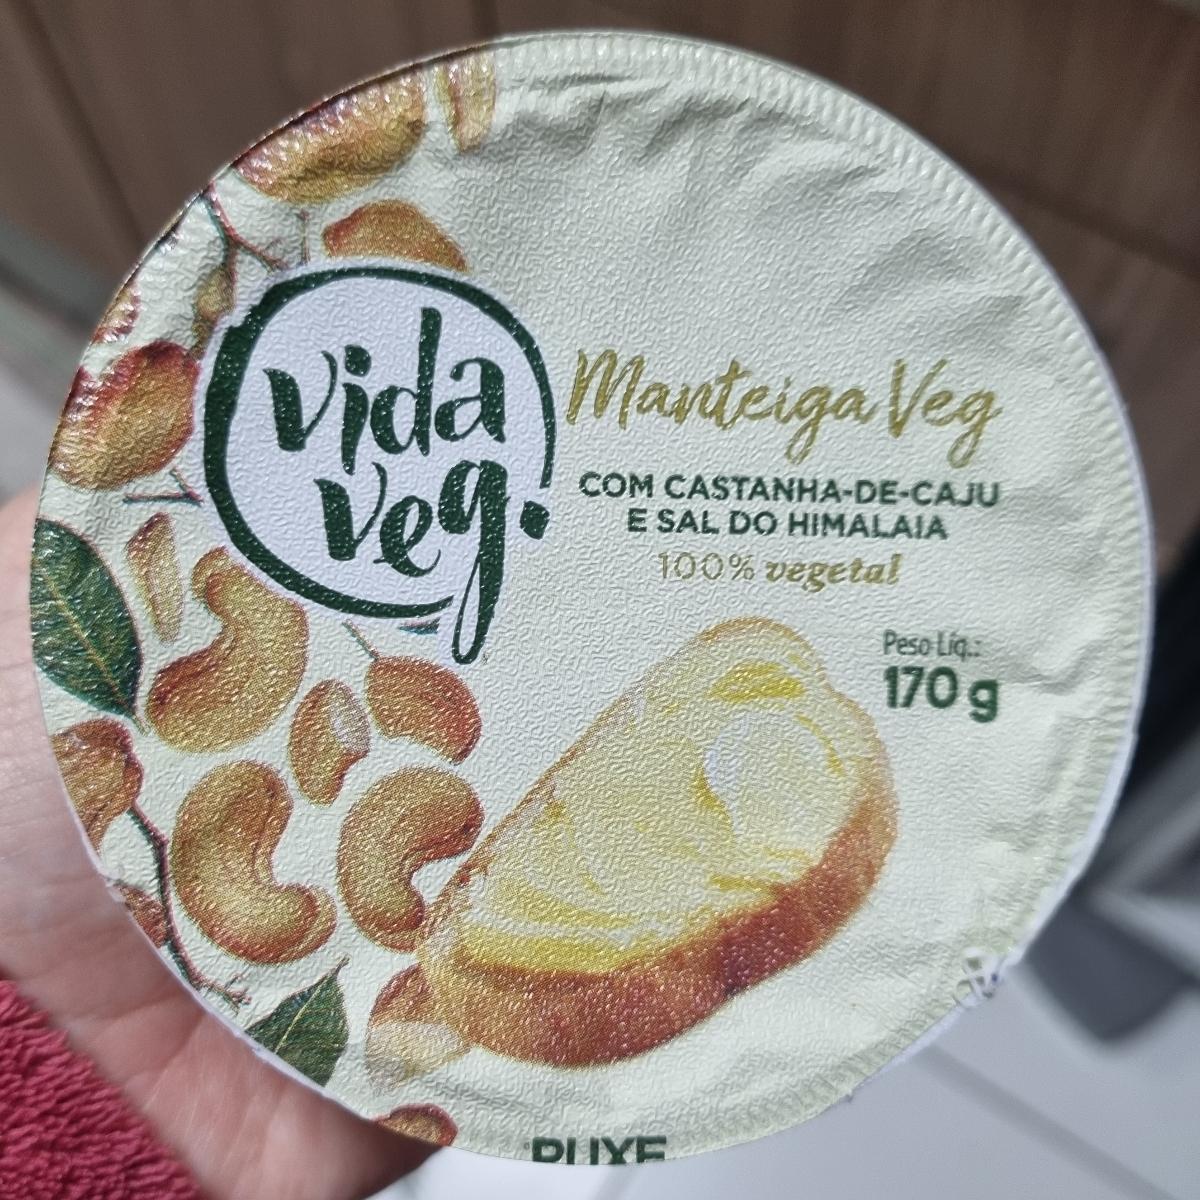 vida
veg.
Manteiga Veg
COM CASTANHA-DE-CAJU
E SAL DO HIMALAIA
100% vegetal
Peso Líq.:
170 g
PUXE